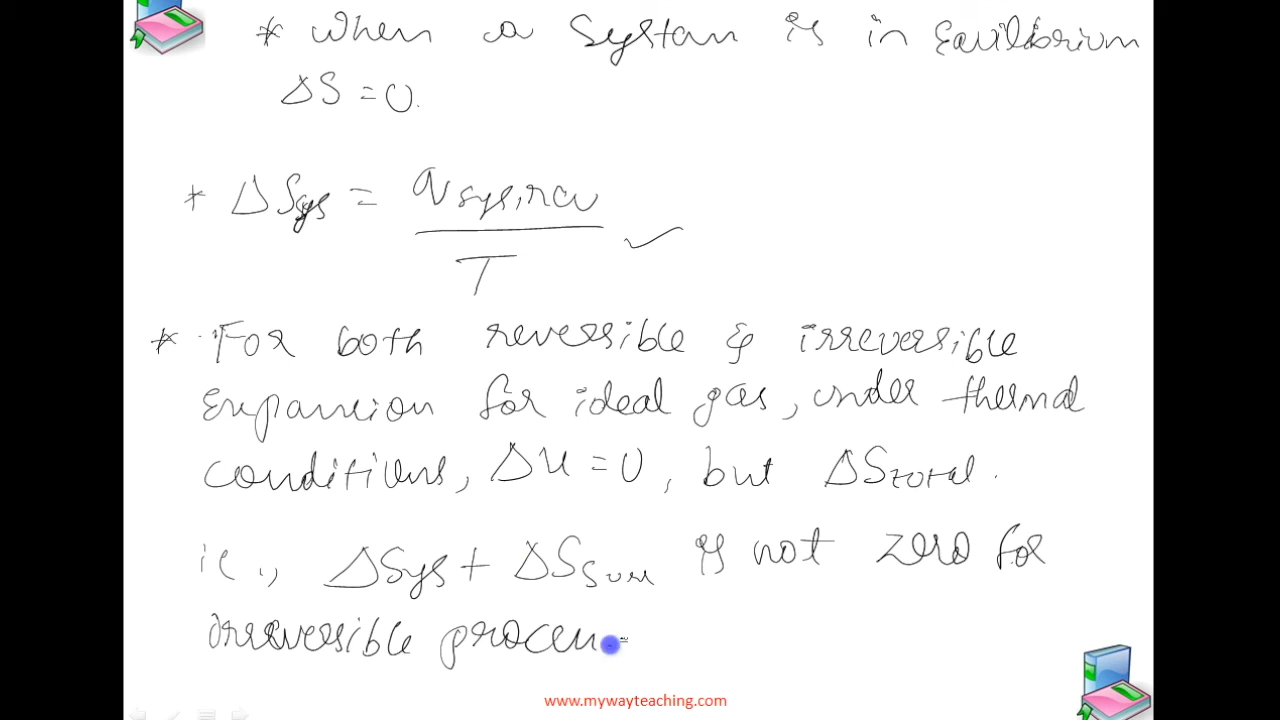 * When a System is in Equilibrium
ΔS = 0.
* ΔSsys = qsys,rev
T
* For both reversible & irreversible
Expansion for ideal gas, under thermal
conditions, ΔU = 0, but ΔSTotal.
ie., ΔSsys + ΔSsurr is not zero for
irreversible process
www.mywayteaching.com